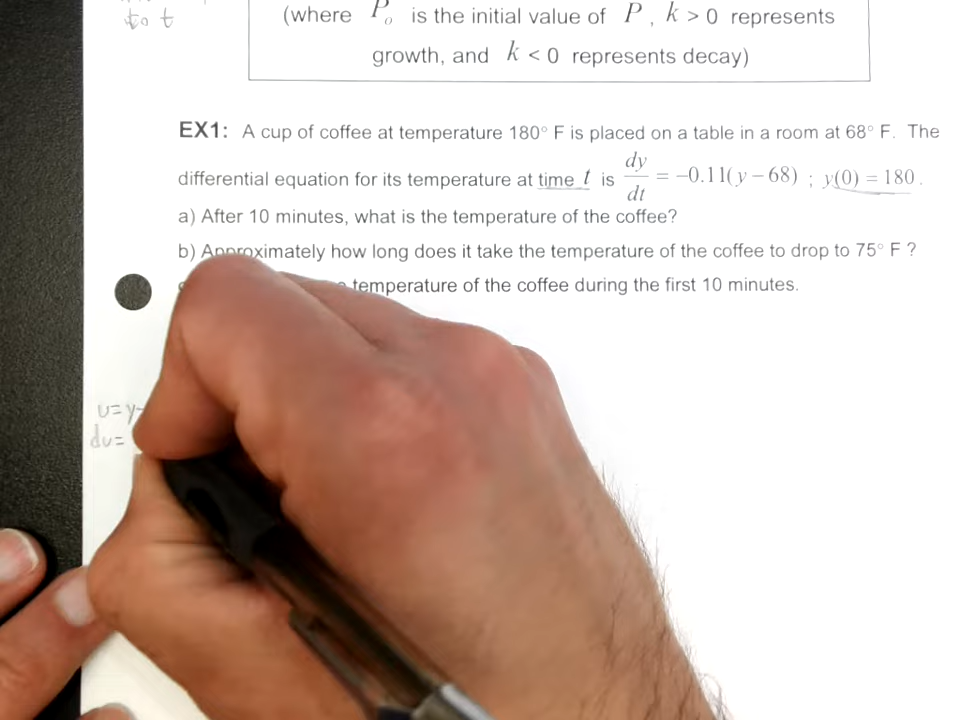 to t
(where P₀ is the initial value of P, k > 0 represents
growth, and k < 0 represents decay)
EX1: A cup of coffee at temperature 180° F is placed on a table in a room at 68° F. The
differential equation for its temperature at time t is dy/dt = -0.11(y - 68) ; y(0) = 180.
a) After 10 minutes, what is the temperature of the coffee?
b) Approximately how long does it take the temperature of the coffee to drop to 75° F ?
temperature of the coffee during the first 10 minutes.
u=y-
du=